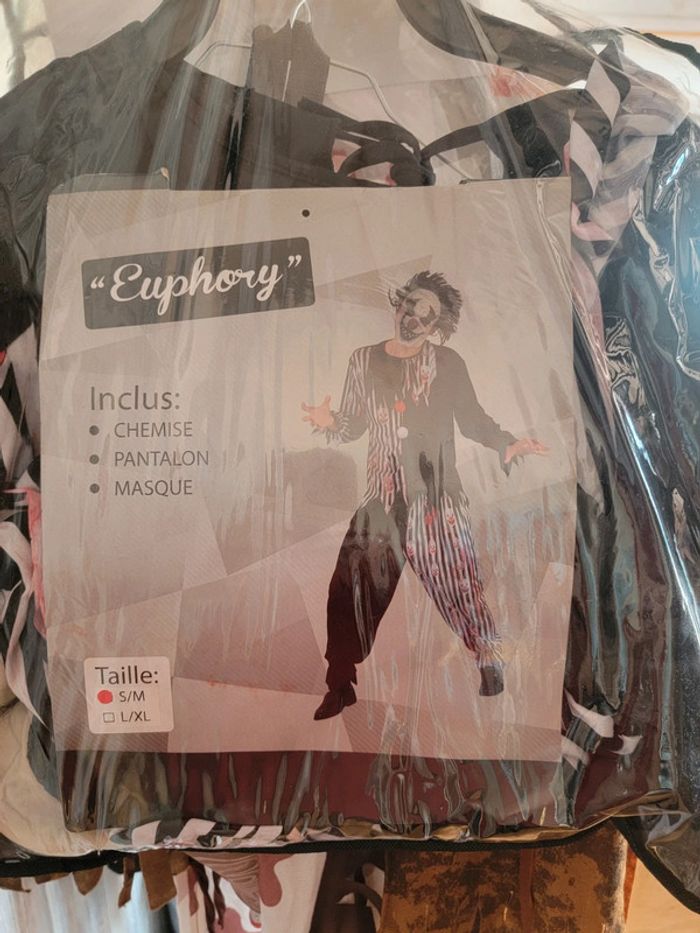 “Euphory”
Inclus:
• CHEMISE
• PANTALON
• MASQUE
Taille:
S/M
L/XL